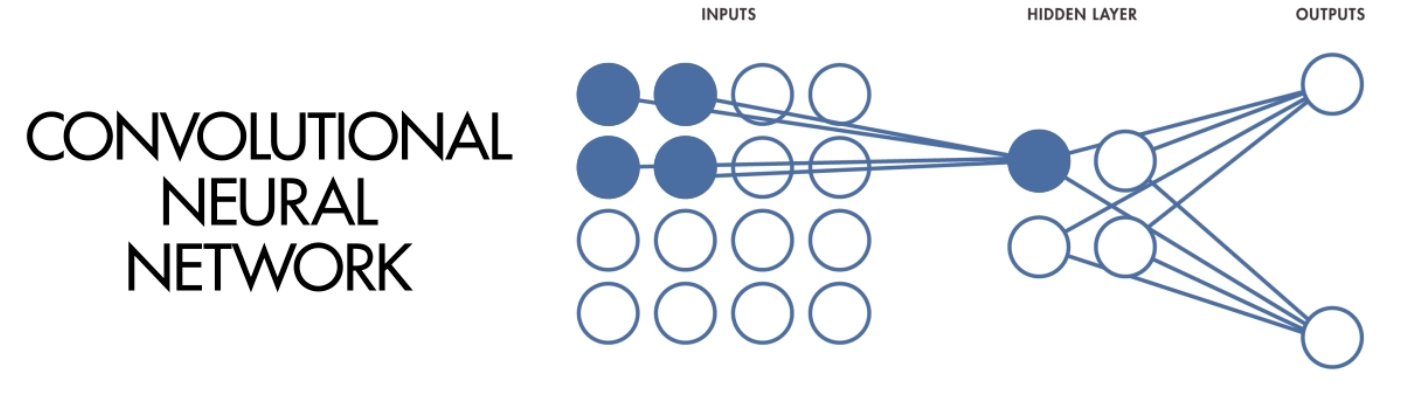 CONVOLUTIONAL
NEURAL
NETWORK
INPUTS
HIDDEN LAYER
OUTPUTS